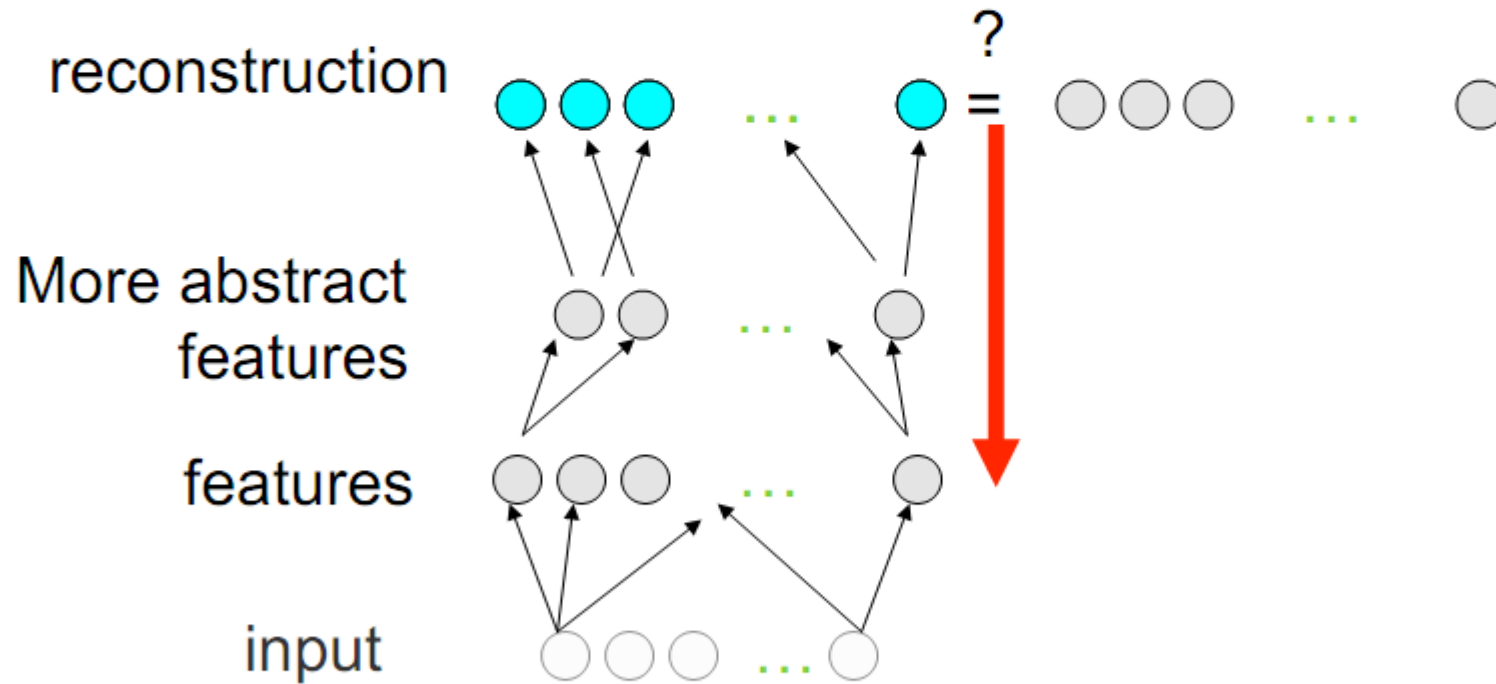 ?
reconstruction
=
...
...
More abstract
features
...
features
...
input
...